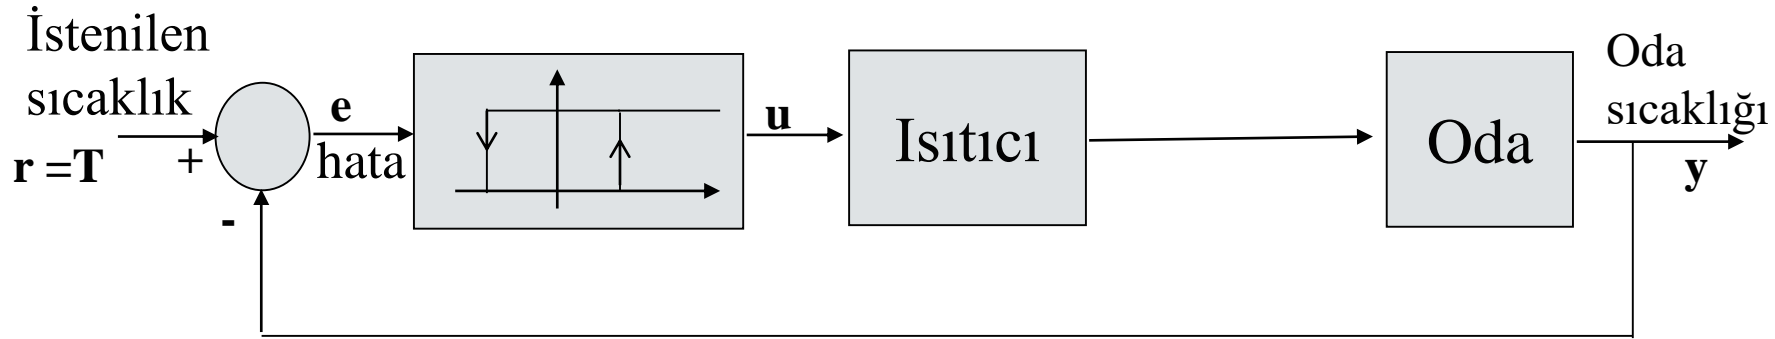 İstenilen
sıcaklık
r =T
+
-
e
hata
u
Isıtıcı
Oda
Oda
sıcaklığı
y